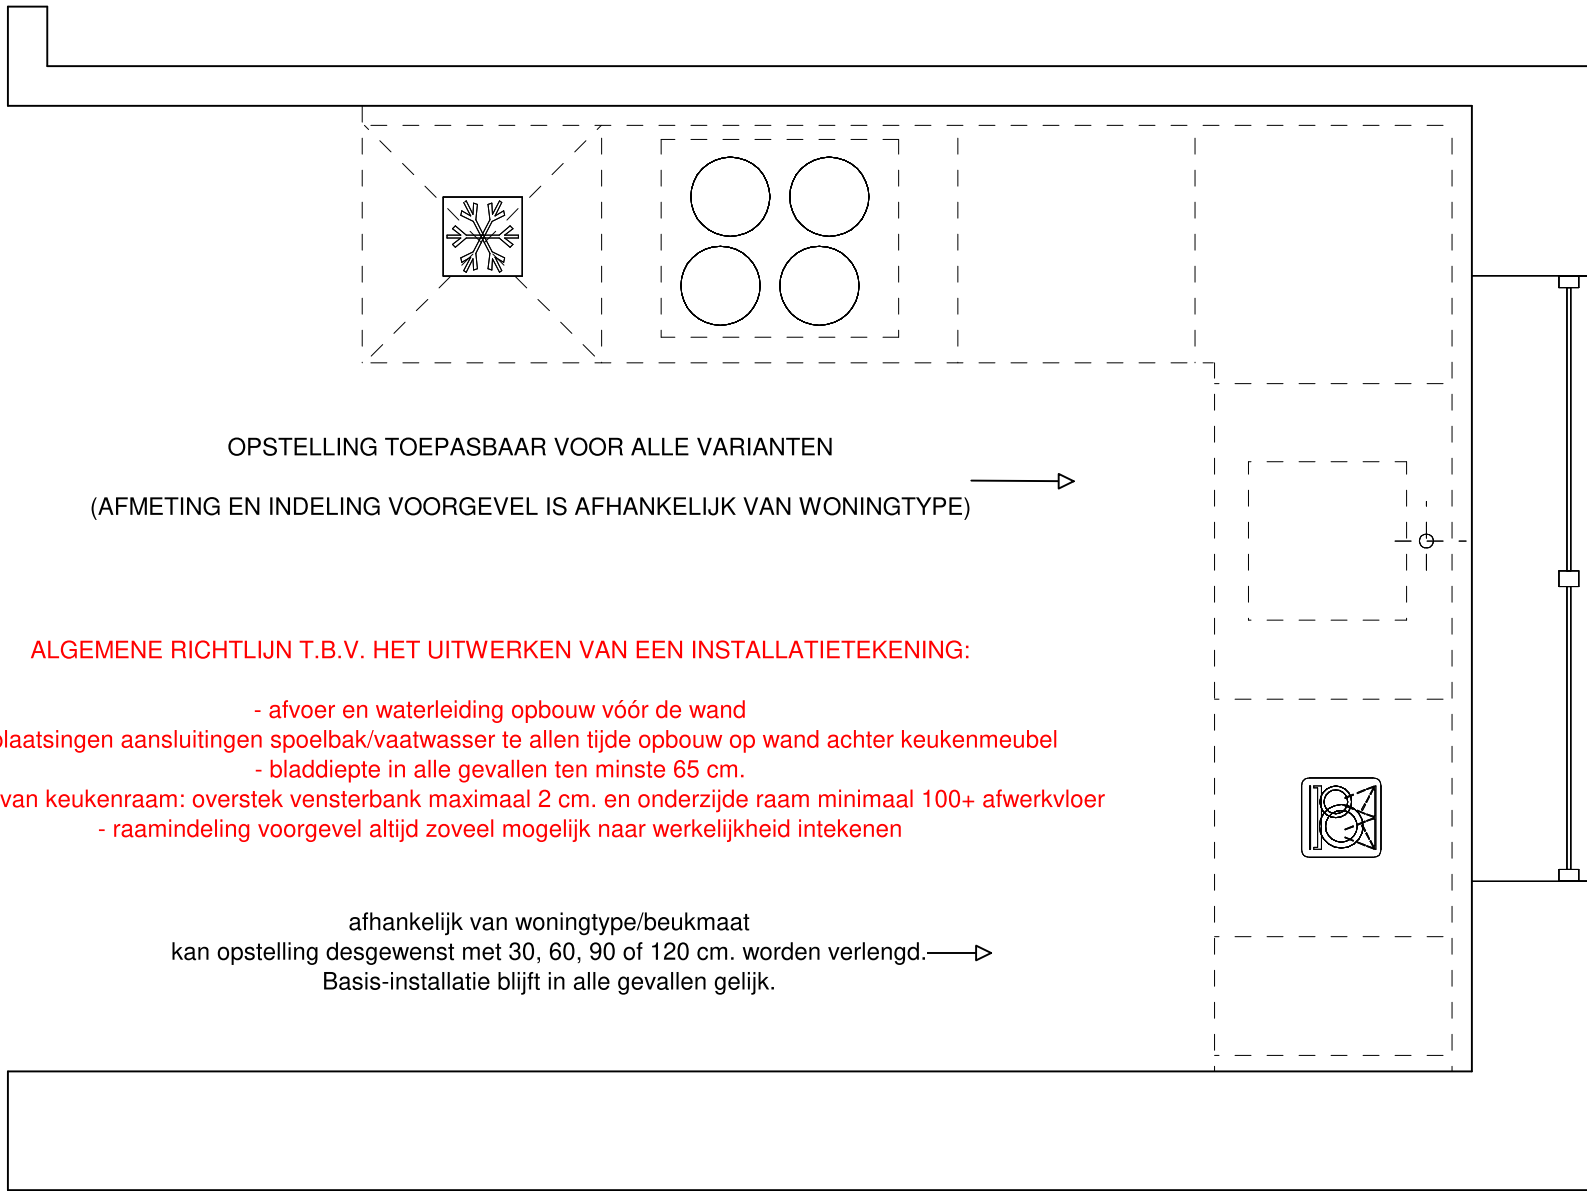 OPSTELLING TOEPASBAAR VOOR ALLE VARIANTEN
(AFMETING EN INDELING VOORGEVEL IS AFHANKELIJK VAN WONINGTYPE)
ALGEMENE RICHTLIJN T.B.V. HET UITWERKEN VAN EEN INSTALLATIETEKENING:
- afvoer en waterleiding opbouw vóór de wand
plaatsingen aansluitingen spoelbak/vaatwasser te allen tijde opbouw op wand achter keukenmeubel
- bladdiepte in alle gevallen ten minste 65 cm.
van keukenraam: overstek vensterbank maximaal 2 cm. en onderzijde raam minimaal 100+ afwerkvloer
- raamindeling voorgevel altijd zoveel mogelijk naar werkelijkheid intekenen
afhankelijk van woningtype/beukmaat
kan opstelling desgewenst met 30, 60, 90 of 120 cm. worden verlengd.
Basis-installatie blijft in alle gevallen gelijk.